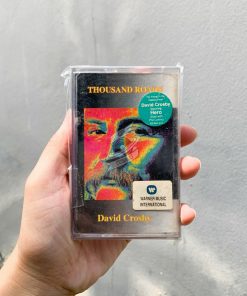 THOUSAND ROADS
David Crosby
Hero
David Crosby
WARNER MUSIC
INTERNATIONAL